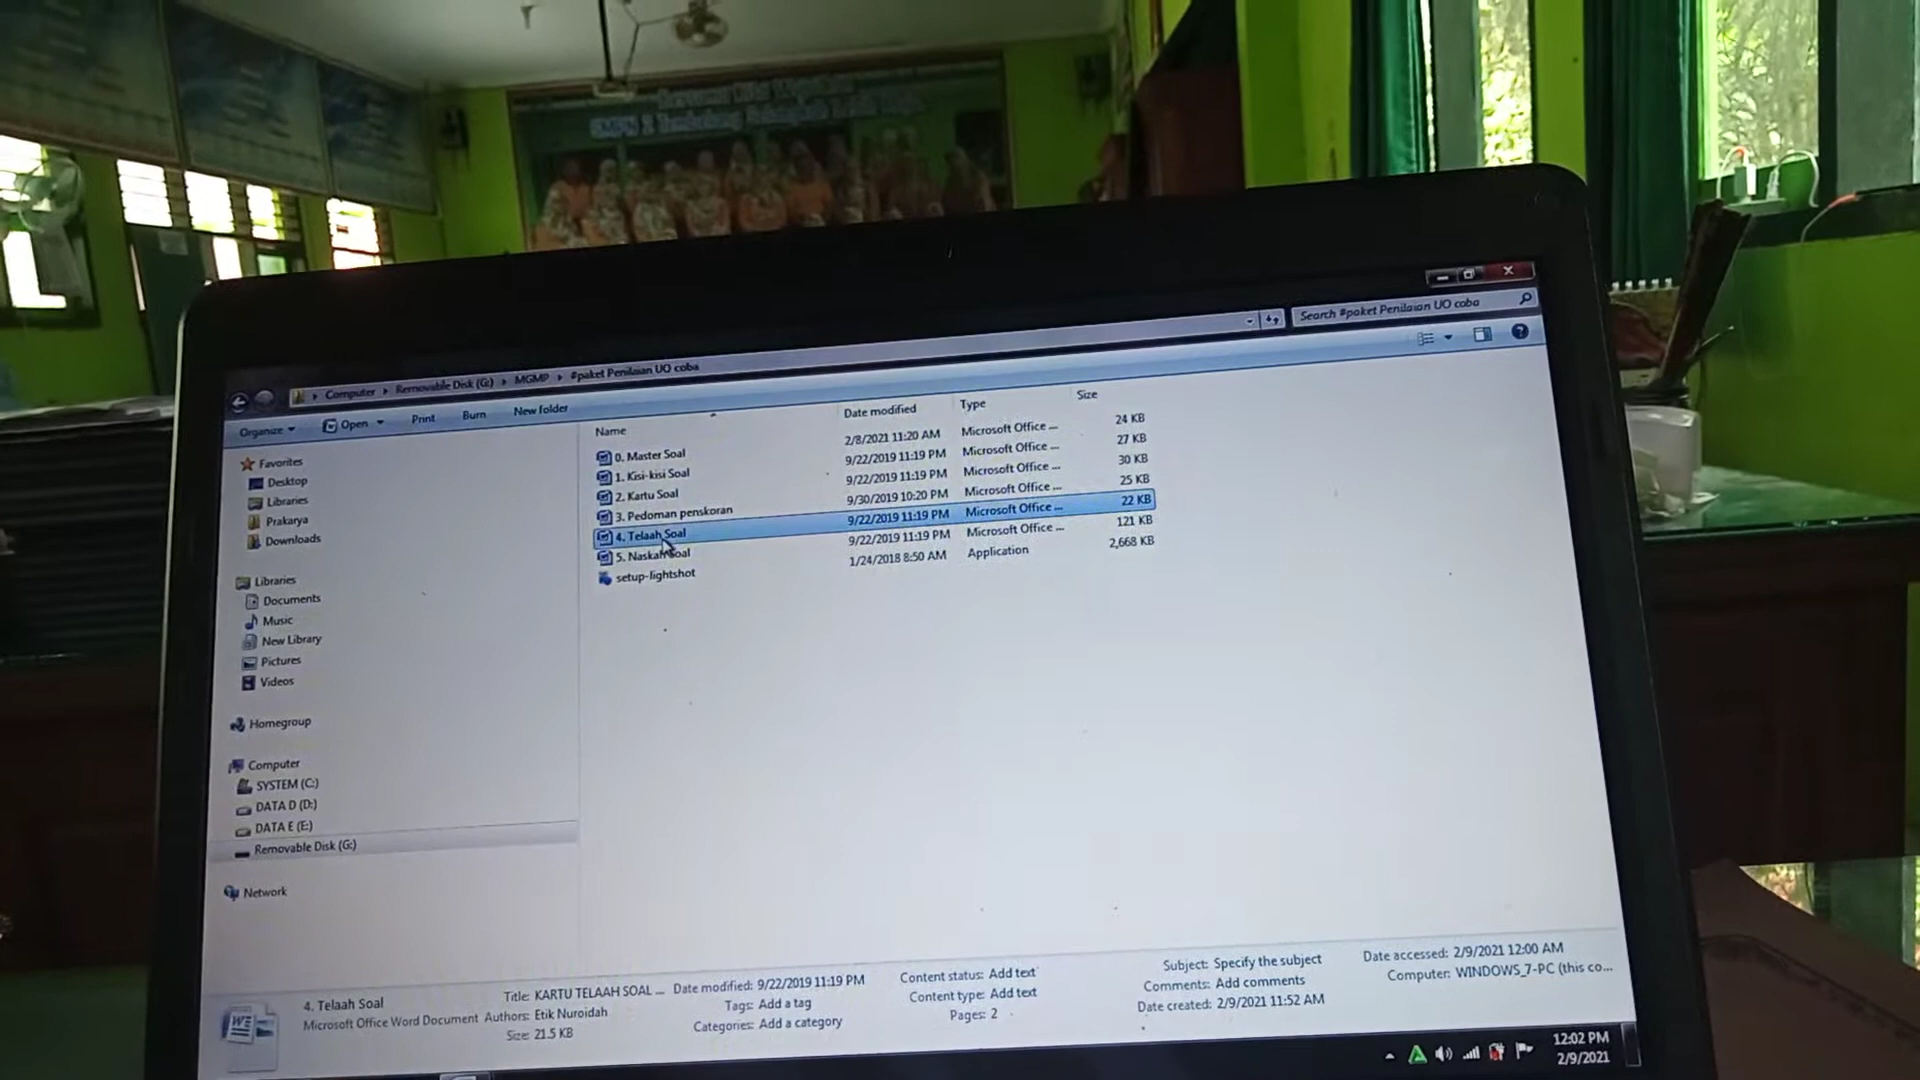 Search #paket Penilaian UO coba
Computer Removable Disk (G:) MGMP #paket Penilaian UO coba
Organize Open Print Burn New folder
Name Date modified Type Size
0. Master Soal 2/8/2021 11:20 AM Microsoft Office ... 24 KB
1. Kisi-kisi Soal 9/22/2019 11:19 PM Microsoft Office ... 27 KB
2. Kartu Soal 9/22/2019 11:19 PM Microsoft Office ... 30 KB
3. Pedoman penskoran 9/30/2019 10:20 PM Microsoft Office ... 25 KB
4. Telaah Soal 9/22/2019 11:19 PM Microsoft Office ... 22 KB
5. Naskah Soal 9/22/2019 11:19 PM Microsoft Office ... 121 KB
setup-lightshot 1/24/2018 8:50 AM Application 2,668 KB
Favorites
Desktop
Libraries
Prakarya
Downloads
Libraries
Documents
Music
New Library
Pictures
Videos
Homegroup
Computer
SYSTEM (C:)
DATA D (D:)
DATA E (E:)
Removable Disk (G:)
Network
4. Telaah Soal Title: KARTU TELAAH SOAL ... Date modified: 9/22/2019 11:19 PM Content status: Add text Subject: Specify the subject Date accessed: 2/9/2021 12:00 AM
Microsoft Office Word Document Authors: Etik Nuroidah Tags: Add a tag Content type: Add text Comments: Add comments Computer: WINDOWS_7-PC (this co...
Size: 21.5 KB Categories: Add a category Pages: 2 Date created: 2/9/2021 11:52 AM
12:02 PM
2/9/2021